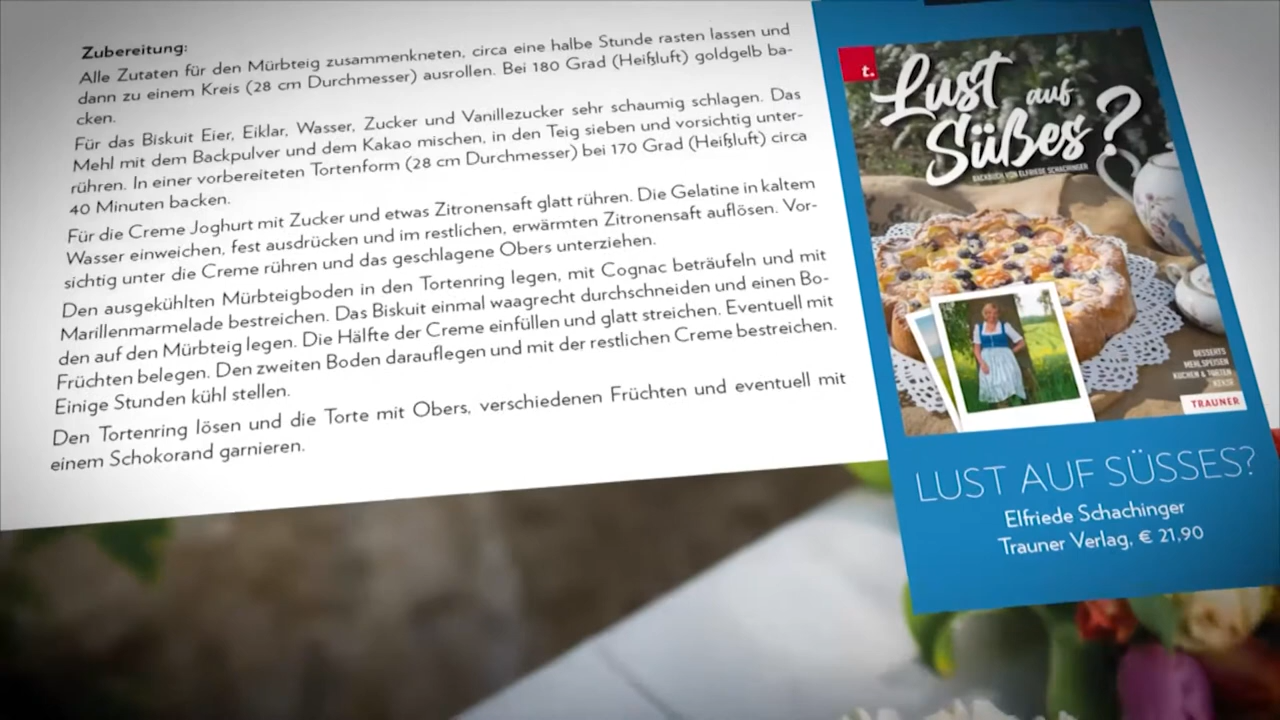 Zubereitung:
Alle Zutaten für den Mürbteig zusammenkneten, circa eine halbe Stunde rasten lassen und
dann zu einem Kreis (28 cm Durchmesser) ausrollen. Bei 180 Grad (Heißluft) goldgelb ba-
cken.
Für das Biskuit Eier, Eiklar, Wasser, Zucker und Vanillezucker sehr schaumig schlagen. Das
Mehl mit dem Backpulver und dem Kakao mischen, in den Teig sieben und vorsichtig unter-
rühren. In einer vorbereiteten Tortenform (28 cm Durchmesser) bei 170 Grad (Heißluft) circa
40 Minuten backen.
Für die Creme Joghurt mit Zucker und etwas Zitronensaft glatt rühren. Die Gelatine in kaltem
Wasser einweichen, fest ausdrücken und im restlichen, erwärmten Zitronensaft auflösen. Vor-
sichtig unter die Creme rühren und das geschlagene Obers unterziehen.
Den ausgekühlten Mürbteigboden in den Tortenring legen, mit Cognac beträufeln und mit
Marillenmarmelade bestreichen. Das Biskuit einmal waagrecht durchschneiden und einen Bo-
den auf den Mürbteig legen. Die Hälfte der Creme einfüllen und glatt streichen. Eventuell mit
Früchten belegen. Den zweiten Boden darauflegen und mit der restlichen Creme bestreichen.
Einige Stunden kühl stellen.
Den Tortenring lösen und die Torte mit Obers, verschiedenen Früchten und eventuell mit
einem Schokorand garnieren.
t.
Lust auf
Süßes?
BACKBUCH VON ELFRIEDE SCHACHINGER
DESSERTS
MEHLSPEISEN
KUCHEN & TORTEN
KEKSE
TRAUNER
LUST AUF SÜSSES?
Elfriede Schachinger
Trauner Verlag, € 21,90